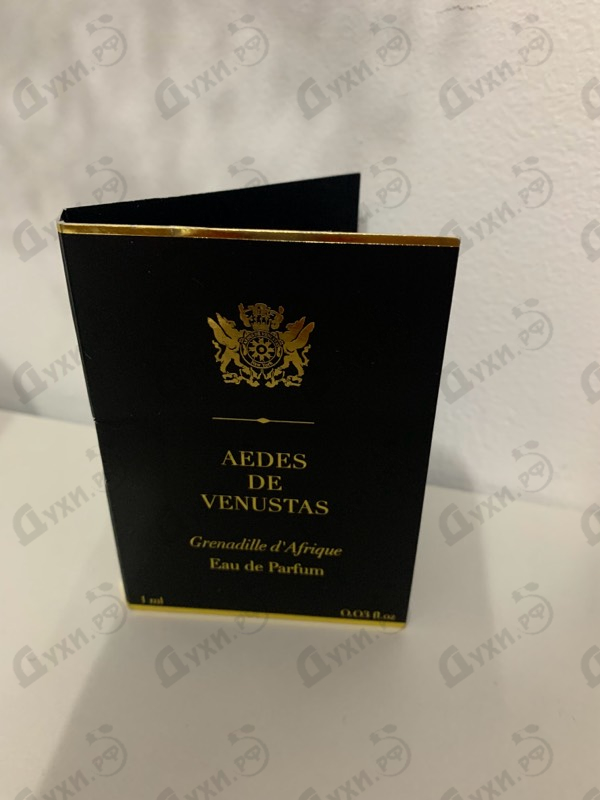 AEDES
DE
VENUSTAS
Grenadille d'Afrique
Eau de Parfum
1 ml 0.03 fl oz
Духи.РФ